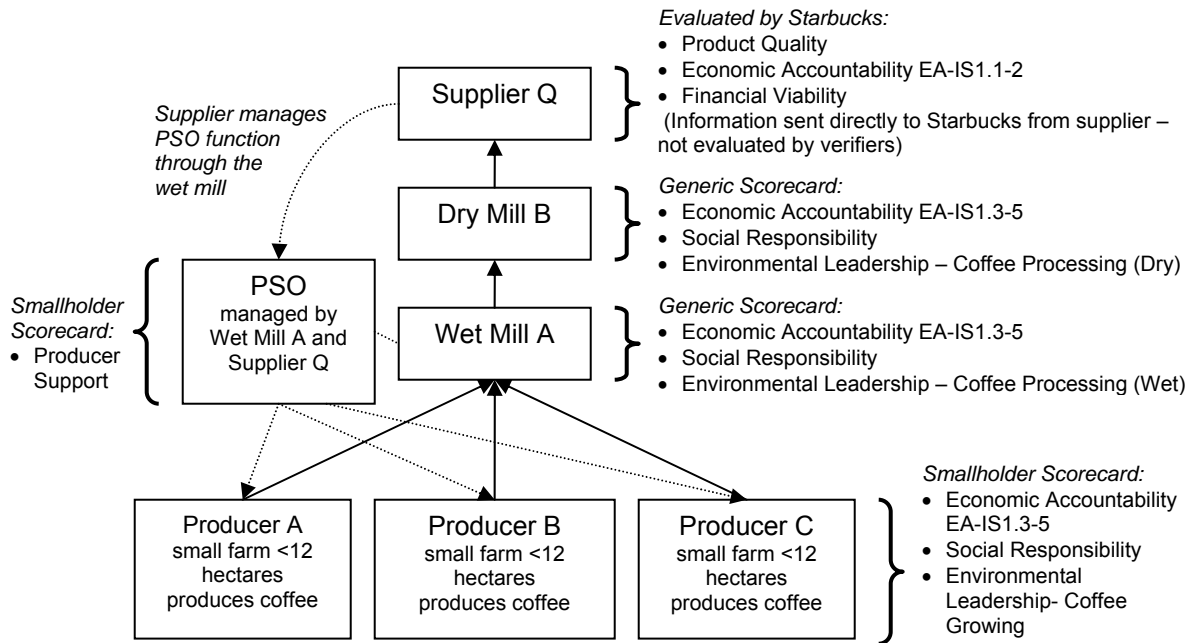 Evaluated by Starbucks:
• Product Quality
• Economic Accountability EA-IS1.1-2
• Financial Viability
(Information sent directly to Starbucks from supplier –
not evaluated by verifiers)
Supplier Q
Supplier manages
PSO function
through the
wet mill
Generic Scorecard:
• Economic Accountability EA-IS1.3-5
• Social Responsibility
• Environmental Leadership – Coffee Processing (Dry)
Dry Mill B
Smallholder
Scorecard:
• Producer
Support
PSO
managed by
Wet Mill A and
Supplier Q
Wet Mill A
Generic Scorecard:
• Economic Accountability EA-IS1.3-5
• Social Responsibility
• Environmental Leadership – Coffee Processing (Wet)
Producer A
small farm <12
hectares
produces coffee
Producer B
small farm <12
hectares
produces coffee
Producer C
small farm <12
hectares
produces coffee
Smallholder Scorecard:
• Economic Accountability
EA-IS1.3-5
• Social Responsibility
• Environmental
Leadership- Coffee
Growing